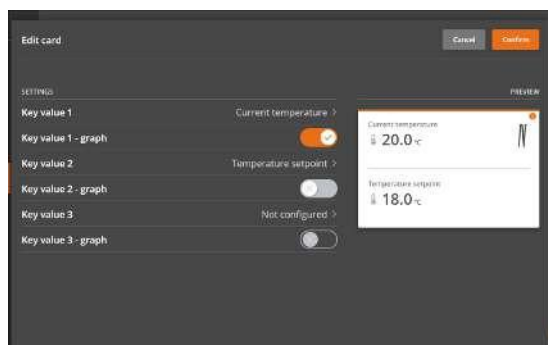 Edit card
Cancel
Confirm
SETTINGS
PREVIEW
Key value 1
Current temperature >
Key value 1 - graph
Key value 2
Temperature setpoint >
Key value 2 - graph
Key value 3
Not configured >
Key value 3 - graph
Current temperature
20.0 °C
Temperature setpoint
18.0 °C